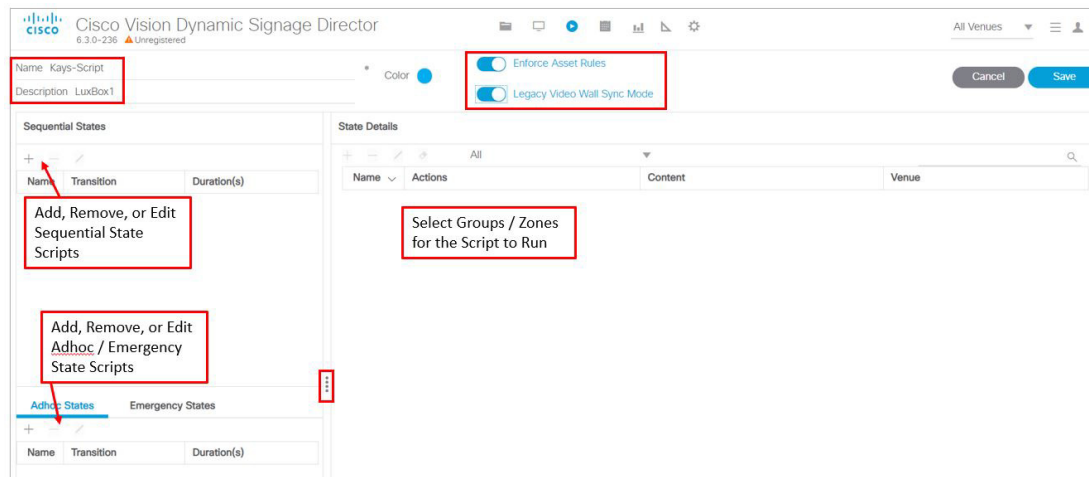 CISCO
Cisco Vision Dynamic Signage Director
6.3.0-236 Unregistered
All Venues
Name Kays-Script *
Description LuxBox1
Color
Enforce Asset Rules
Legacy Video Wall Sync Mode
Cancel
Save
Sequential States
Name Transition Duration(s)
Add, Remove, or Edit
Sequential State
Scripts
Add, Remove, or Edit
Adhoc / Emergency
State Scripts
Adhoc States Emergency States
Name Transition Duration(s)
State Details
All
Name Actions Content Venue
Select Groups / Zones
for the Script to Run